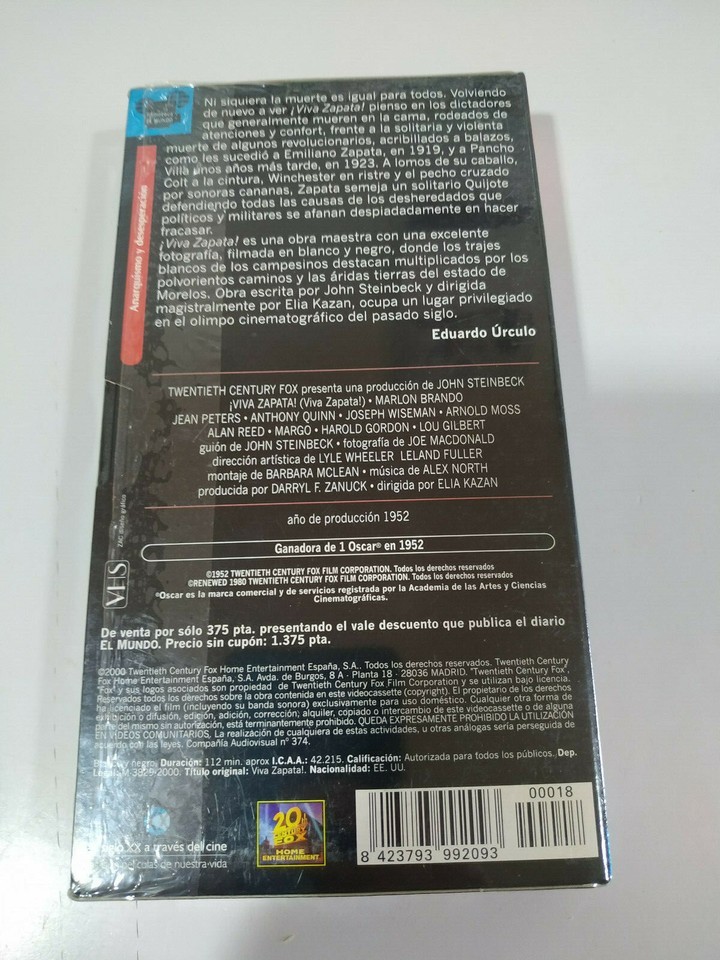 Ni siquiera la muerte es igual para todos. Volviendo
de nuevo a ver ¡Viva Zapata! pienso en los dictadores
que generalmente mueren en la cama, rodeados de
atenciones y confort, frente a la solitaria y violenta
muerte de algunos revolucionarios, acribillados a balazos,
como les sucedió a Emiliano Zapata, en 1919, y a Pancho
Villa unos años más tarde, en 1923. A lomos de su caballo,
Colt a la cintura, Winchester en ristre y el pecho cruzado
por sonoras cananas, Zapata semeja un solitario Quijote
defendiendo todas las causas de los desheredados que
políticos y militares se afanan despiadadamente en hacer
fracasar.
¡Viva Zapata! es una obra maestra con una excelente
fotografía, filmada en blanco y negro, donde los trajes
blancos de los campesinos destacan multiplicados por los
polvorientos caminos y las áridas tierras del estado de
Morelos. Obra escrita por John Steinbeck y dirigida
magistralmente por Elia Kazan, ocupa un lugar privilegiado
en el olimpo cinematográfico del pasado siglo.
Eduardo Úrculo
Anarquismo y desesperación
TWENTIETH CENTURY FOX presenta una producción de JOHN STEINBECK
¡VIVA ZAPATA! (Viva Zapata!) • MARLON BRANDO
JEAN PETERS • ANTHONY QUINN • JOSEPH WISEMAN • ARNOLD MOSS
ALAN REED • MARGO • HAROLD GORDON • LOU GILBERT
guión de JOHN STEINBECK • fotografía de JOE MACDONALD
dirección artística de LYLE WHEELER LELAND FULLER
montaje de BARBARA MCLEAN • música de ALEX NORTH
producida por DARRYL F. ZANUCK • dirigida por ELIA KAZAN
año de producción 1952
Ganadora de 1 Oscar® en 1952
©1952 TWENTIETH CENTURY FOX FILM CORPORATION. Todos los derechos reservados
©RENEWED 1980 TWENTIETH CENTURY FOX FILM CORPORATION. Todos los derechos reservados
®Oscar es la marca comercial y de servicios registrada por la Academia de las Artes y Ciencias
Cinematográficas.
VHS
ZAC diseño gráfico
De venta por sólo 375 pta. presentando el vale descuento que publica el diario
EL MUNDO. Precio sin cupón: 1.375 pta.
©2000 Twentieth Century Fox Home Entertainment España, S.A.. Todos los derechos reservados. Twentieth Century
Fox Home Entertainment España, S.A. Avda. de Burgos, 8 A - Planta 18 - 28036 MADRID. "Twentieth Century Fox",
"Fox" y sus logos asociados son propiedad de Twentieth Century Fox Film Corporation y se utilizan bajo licencia.
Reservados todos los derechos sobre la obra contenida en este videocassette (copyright). El propietario de los derechos
ha licenciado el film (incluyendo su banda sonora) exclusivamente para uso doméstico. Cualquier otra forma de
exhibición o difusión, edición, adición, corrección; alquiler, copiado o intercambio de este videocassette o de alguna
parte del mismo sin autorización, está terminantemente prohibido. QUEDA EXPRESAMENTE PROHIBIDO LA UTILIZACIÓN
EN VIDEOS COMUNITARIOS. La realización de cualquiera de estas actividades, u otras análogas sería perseguida de
acuerdo con las leyes. Compañía Audiovisual nº 374.
Blanco y negro, Duración: 112 min. aprox I.C.A.A.: 42.215. Calificación: Autorizada para todos los públicos. Dep.
Legal: M 3829-2000. Título original: Viva Zapata!. Nacionalidad: EE. UU.
siglo XX a través del cine
películas de nuestra vida
20th
CENTURY
FOX
HOME
ENTERTAINMENT
00018
8 423793 992093